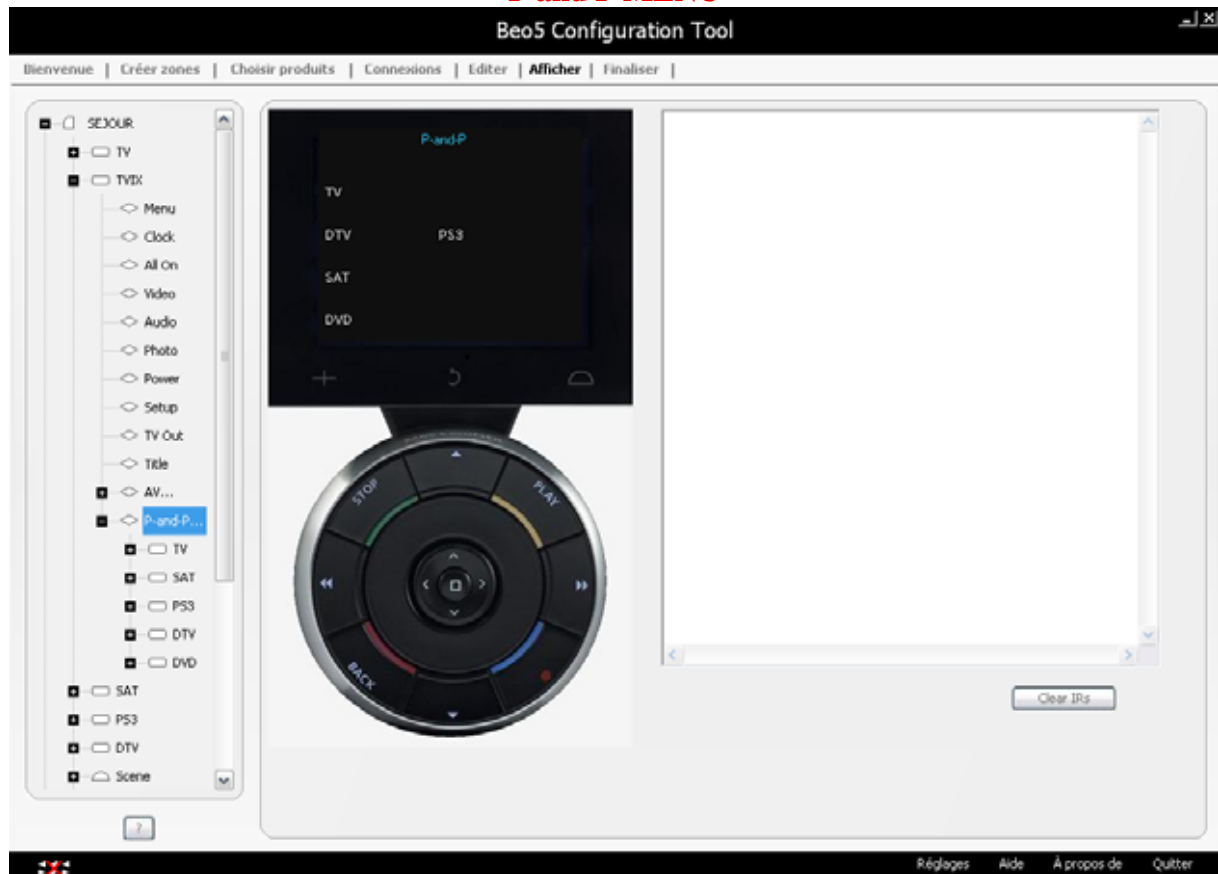 P-and-P MENU
Beo5 Configuration Tool
Bienvenue | Créer zones | Choisir produits | Connexions | Editer | Afficher | Finaliser |
SEJOUR
TV
TVIX
Menu
Clock
All On
Video
Audio
Photo
Power
Setup
TV Out
Title
AV...
P-and-P...
TV
SAT
PS3
DTV
DVD
SAT
PS3
DTV
Scene
?
P-and-P
TV
DTV PS3
SAT
DVD
STOP
PLAY
BACK
Clear IRs
Réglages Aide À propos de Quitter